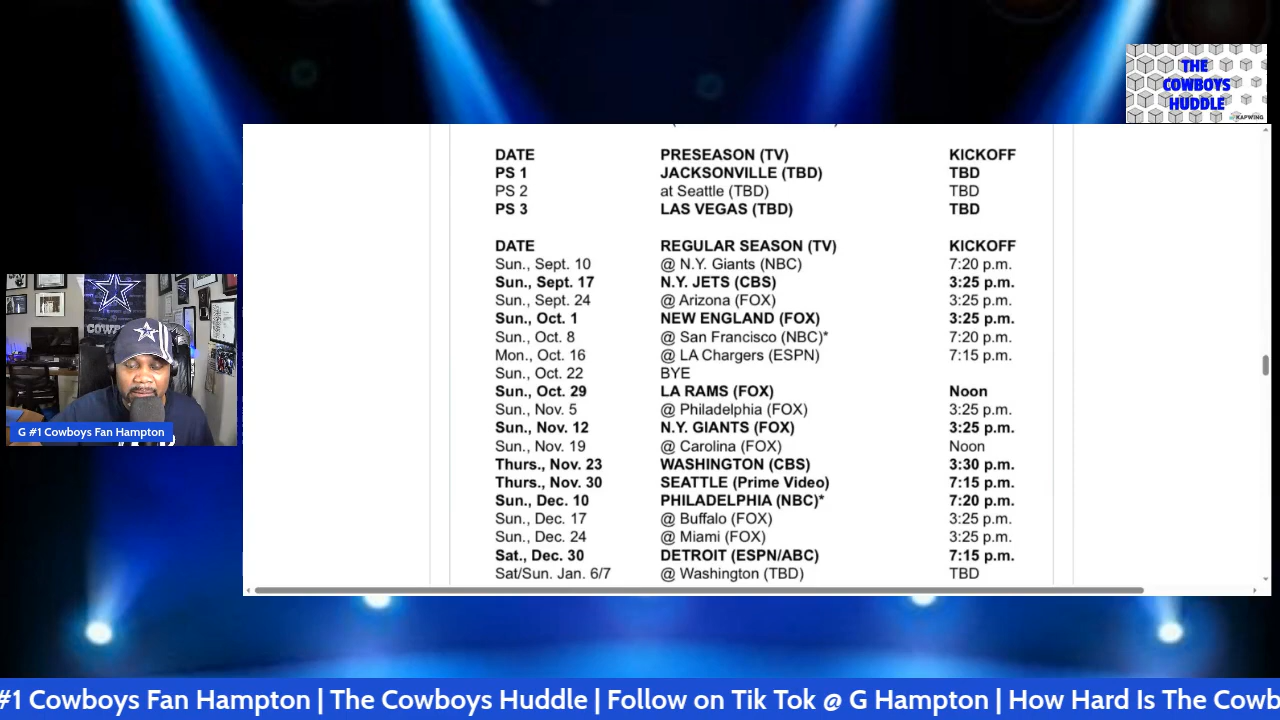 THE
COWBOYS
HUDDLE
KAPWING
DATE PRESEASON (TV) KICKOFF
PS 1 JACKSONVILLE (TBD) TBD
PS 2 at Seattle (TBD) TBD
PS 3 LAS VEGAS (TBD) TBD
DATE REGULAR SEASON (TV) KICKOFF
Sun., Sept. 10 @ N.Y. Giants (NBC) 7:20 p.m.
Sun., Sept. 17 N.Y. JETS (CBS) 3:25 p.m.
Sun., Sept. 24 @ Arizona (FOX) 3:25 p.m.
Sun., Oct. 1 NEW ENGLAND (FOX) 3:25 p.m.
Sun., Oct. 8 @ San Francisco (NBC)* 7:20 p.m.
Mon., Oct. 16 @ LA Chargers (ESPN) 7:15 p.m.
Sun., Oct. 22 BYE
Sun., Oct. 29 LA RAMS (FOX) Noon
Sun., Nov. 5 @ Philadelphia (FOX) 3:25 p.m.
Sun., Nov. 12 N.Y. GIANTS (FOX) 3:25 p.m.
Sun., Nov. 19 @ Carolina (FOX) Noon
Thurs., Nov. 23 WASHINGTON (CBS) 3:30 p.m.
Thurs., Nov. 30 SEATTLE (Prime Video) 7:15 p.m.
Sun., Dec. 10 PHILADELPHIA (NBC)* 7:20 p.m.
Sun., Dec. 17 @ Buffalo (FOX) 3:25 p.m.
Sun., Dec. 24 @ Miami (FOX) 3:25 p.m.
Sat., Dec. 30 DETROIT (ESPN/ABC) 7:15 p.m.
Sat/Sun. Jan. 6/7 @ Washington (TBD) TBD
COWB
G #1 Cowboys Fan Hampton
#1 Cowboys Fan Hampton | The Cowboys Huddle | Follow on Tik Tok @ G Hampton | How Hard Is The Cowb